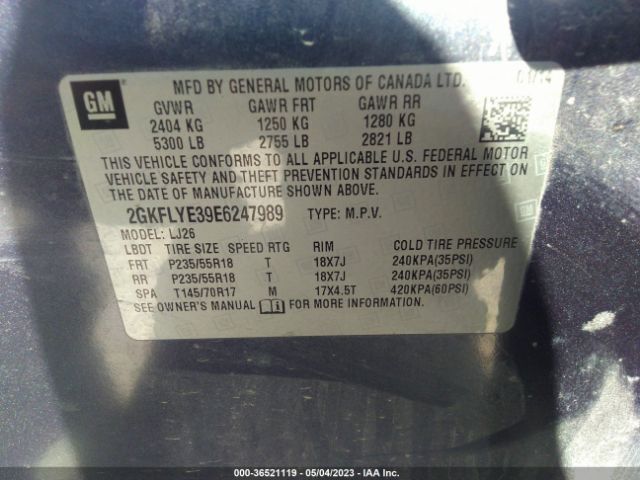 GM
MFD BY GENERAL MOTORS OF CANADA LTD.
GVWR GAWR FRT GAWR RR
2404 KG 1250 KG 1280 KG
5300 LB 2755 LB 2821 LB
THIS VEHICLE CONFORMS TO ALL APPLICABLE U.S. FEDERAL MOTOR
VEHICLE SAFETY AND THEFT PREVENTION STANDARDS IN EFFECT ON
THE DATE OF MANUFACTURE SHOWN ABOVE.
2GKFLYE39E6247989 TYPE: M.P.V.
MODEL: LJ26
LBDT TIRE SIZE SPEED RTG RIM COLD TIRE PRESSURE
FRT P235/55R18 T 18X7J 240KPA(35PSI)
RR P235/55R18 T 18X7J 240KPA(35PSI)
SPA T145/70R17 M 17X4.5T 420KPA(60PSI)
SEE OWNER'S MANUAL FOR MORE INFORMATION.
000-36521119 - 05/04/2023 - IAA Inc.